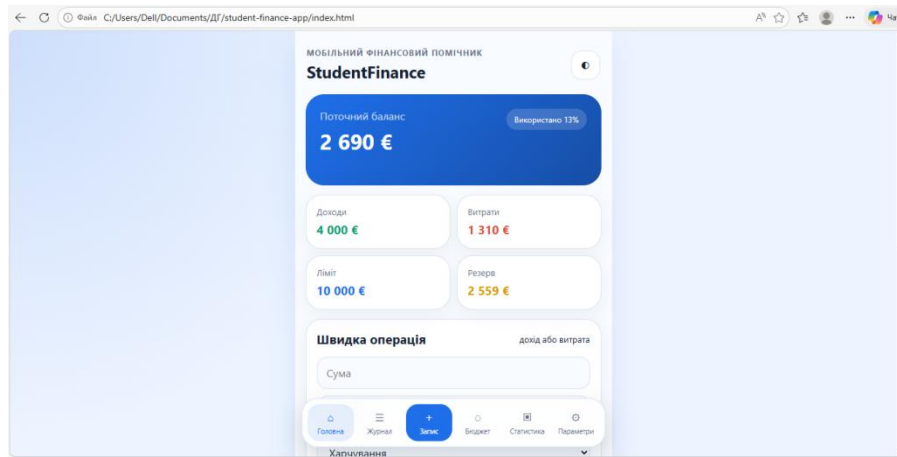 Файл C:/Users/Dell/Documents/ДГ/student-finance-app/index.html
МОБІЛЬНИЙ ФІНАНСОВИЙ ПОМІЧНИК
StudentFinance
Поточний баланс
Використано 13%
2 690 €
Доходи
4 000 €
Витрати
1 310 €
Ліміт
10 000 €
Резерв
2 559 €
Швидка операція
дохід або витрата
Сума
Головна Журнал + Запис Бюджет Статистика Параметри
Харчування